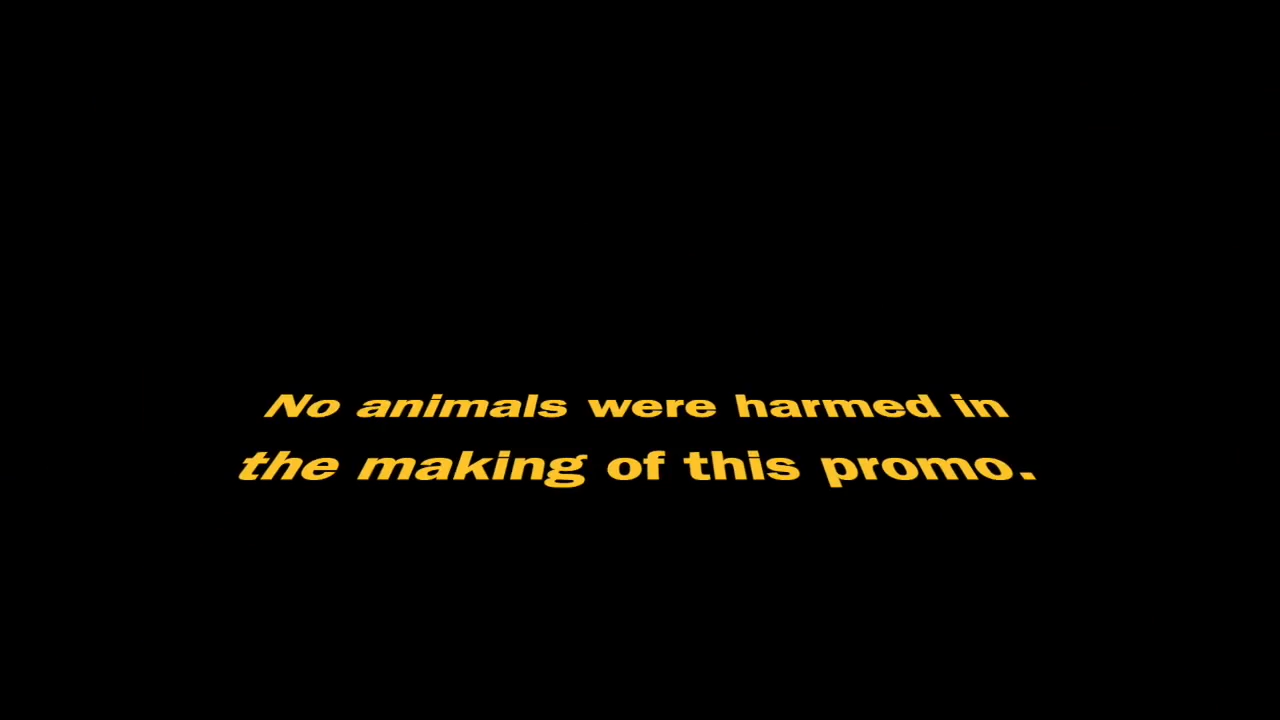 No animals were harmed in
the making of this promo.